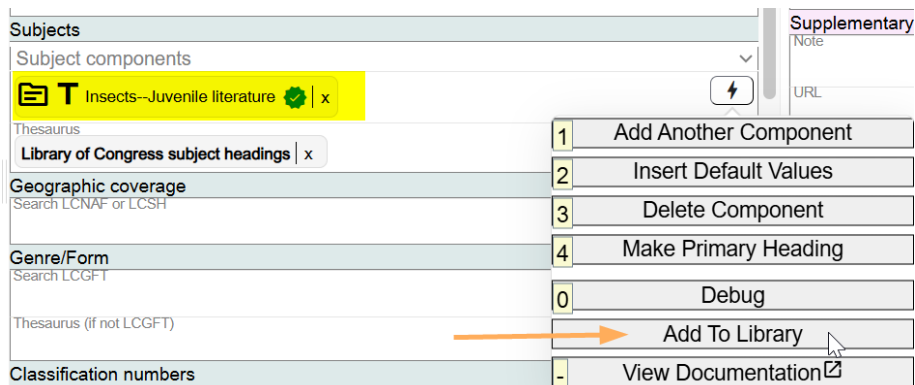 Subjects
Subject components
T Insects--Juvenile literature | x
Thesaurus
Library of Congress subject headings | x
Geographic coverage
Search LCNAF or LCSH
Genre/Form
Search LCGFT
Thesaurus (if not LCGFT)
Classification numbers
Supplementary
Note
URL
1 Add Another Component
2 Insert Default Values
3 Delete Component
4 Make Primary Heading
0 Debug
Add To Library
- View Documentation